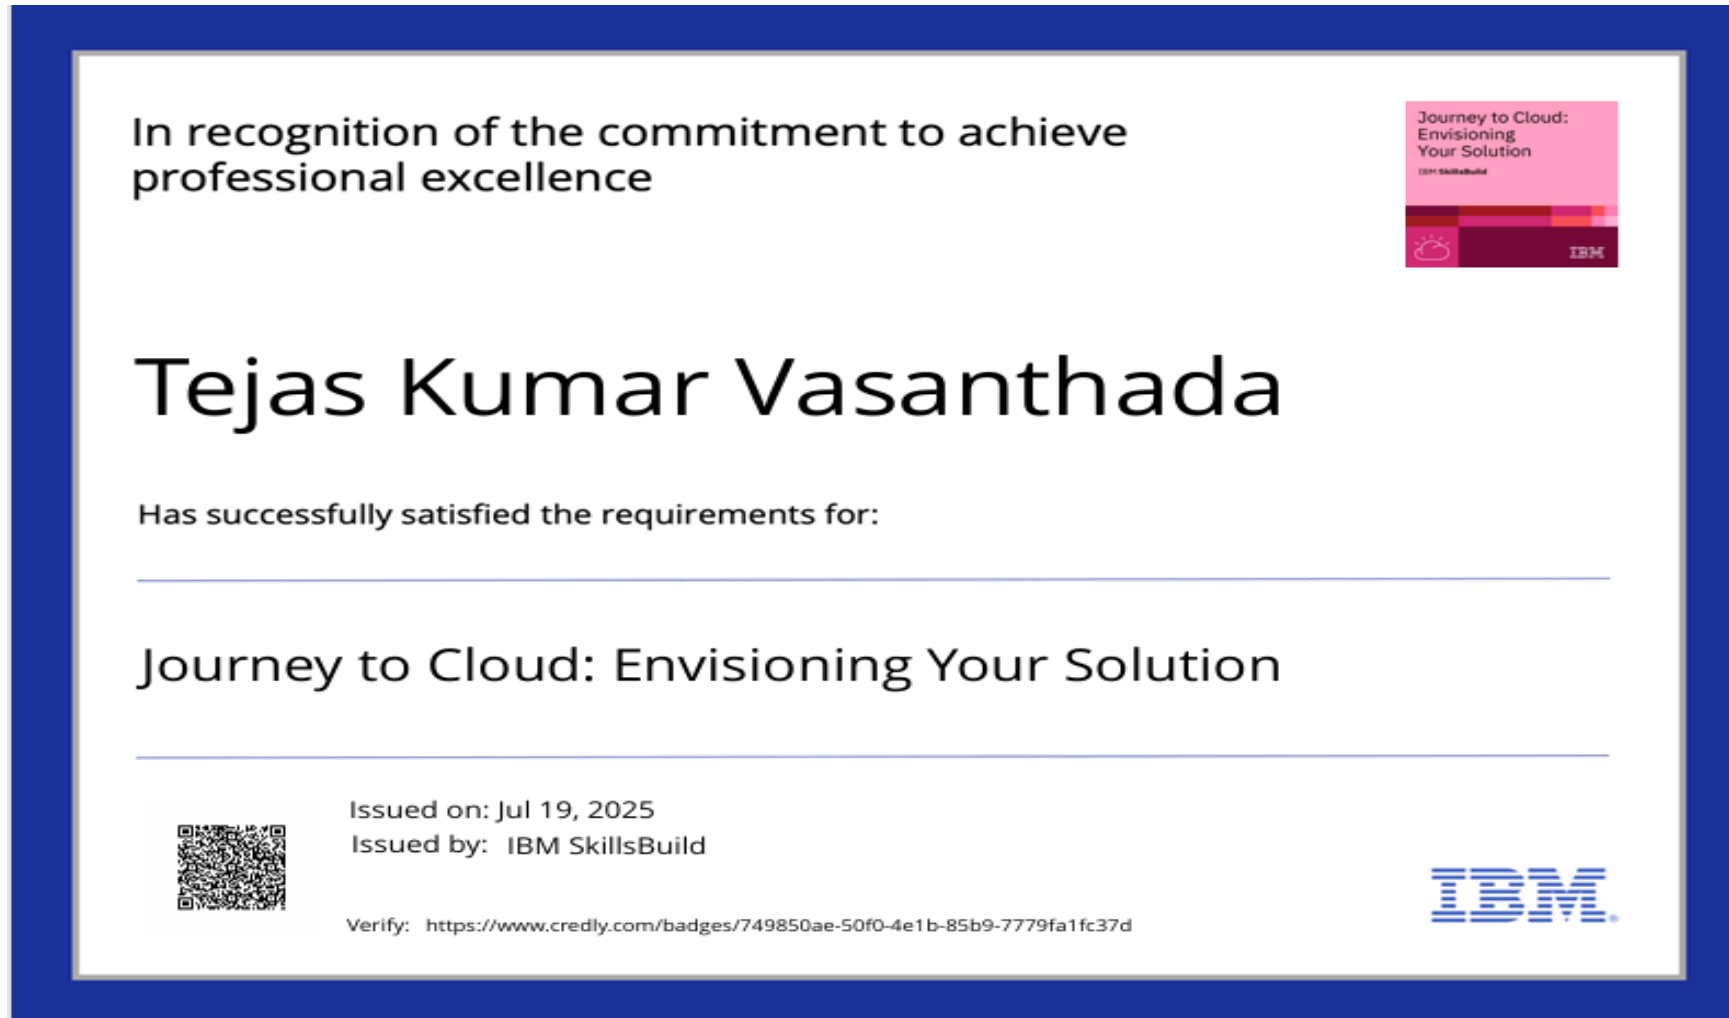 In recognition of the commitment to achieve
professional excellence
Journey to Cloud:
Envisioning
Your Solution
IBM SkillsBuild
IBM
Tejas Kumar Vasanthada
Has successfully satisfied the requirements for:
Journey to Cloud: Envisioning Your Solution
Issued on: Jul 19, 2025
Issued by: IBM SkillsBuild
Verify: https://www.credly.com/badges/749850ae-50f0-4e1b-85b9-7779fa1fc37d
IBM